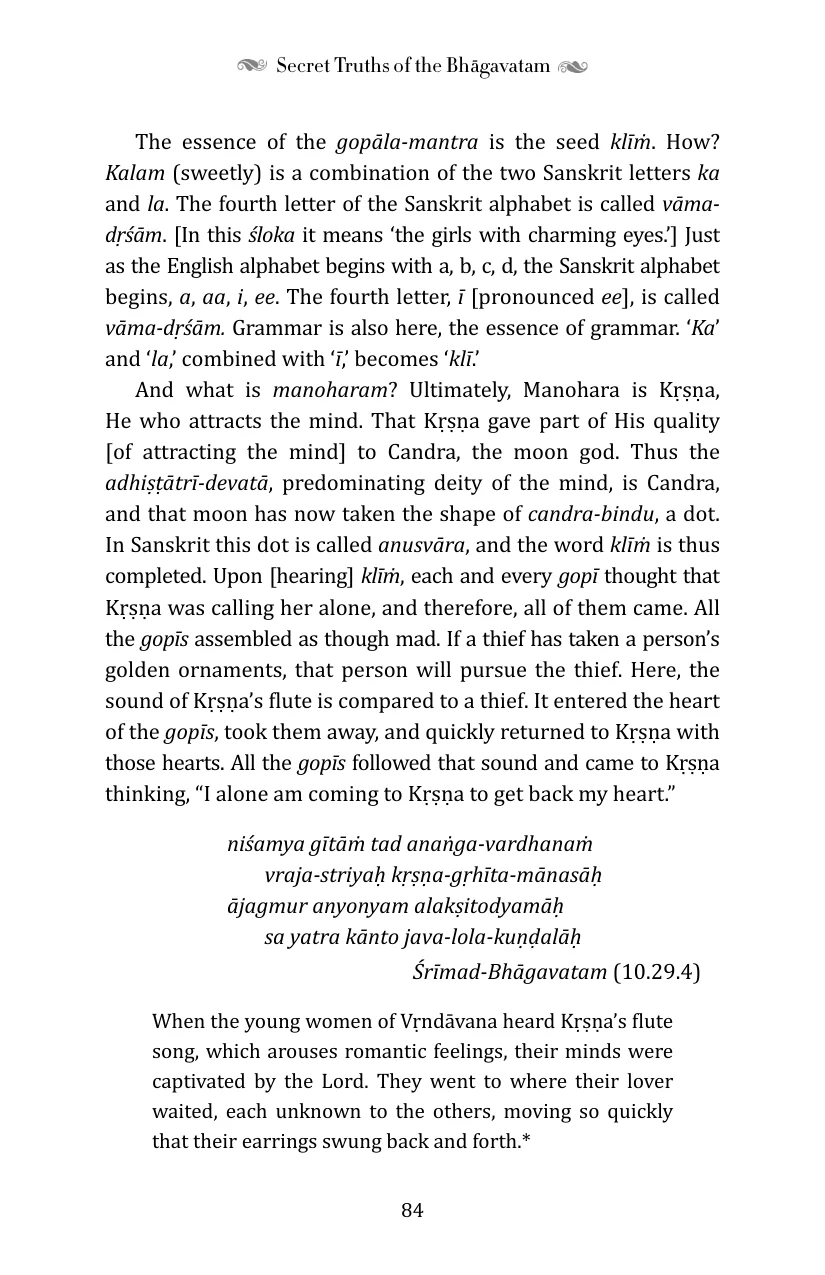 Secret Truths of the Bhāgavatam
The essence of the gopāla-mantra is the seed klīṁ. How?
Kalam (sweetly) is a combination of the two Sanskrit letters ka
and la. The fourth letter of the Sanskrit alphabet is called vāma-
dṛśām. [In this śloka it means ‘the girls with charming eyes.’] Just
as the English alphabet begins with a, b, c, d, the Sanskrit alphabet
begins, a, aa, i, ee. The fourth letter, ī [pronounced ee], is called
vāma-dṛśām. Grammar is also here, the essence of grammar. ‘Ka’
and ‘la,’ combined with ‘ī,’ becomes ‘klī.’
And what is manoharam? Ultimately, Manohara is Kṛṣṇa,
He who attracts the mind. That Kṛṣṇa gave part of His quality
[of attracting the mind] to Candra, the moon god. Thus the
adhiṣṭātrī-devatā, predominating deity of the mind, is Candra,
and that moon has now taken the shape of candra-bindu, a dot.
In Sanskrit this dot is called anusvāra, and the word klīṁ is thus
completed. Upon [hearing] klīṁ, each and every gopī thought that
Kṛṣṇa was calling her alone, and therefore, all of them came. All
the gopīs assembled as though mad. If a thief has taken a person’s
golden ornaments, that person will pursue the thief. Here, the
sound of Kṛṣṇa’s flute is compared to a thief. It entered the heart
of the gopīs, took them away, and quickly returned to Kṛṣṇa with
those hearts. All the gopīs followed that sound and came to Kṛṣṇa
thinking, “I alone am coming to Kṛṣṇa to get back my heart.”
niśamya gītāṁ tad anaṅga-vardhanaṁ
vraja-striyaḥ kṛṣṇa-gṛhīta-mānasāḥ
ājagmur anyonyam alakṣitodyamāḥ
sa yatra kānto java-lola-kuṇḍalāḥ
Śrīmad-Bhāgavatam (10.29.4)
When the young women of Vṛndāvana heard Kṛṣṇa’s flute
song, which arouses romantic feelings, their minds were
captivated by the Lord. They went to where their lover
waited, each unknown to the others, moving so quickly
that their earrings swung back and forth.*
84